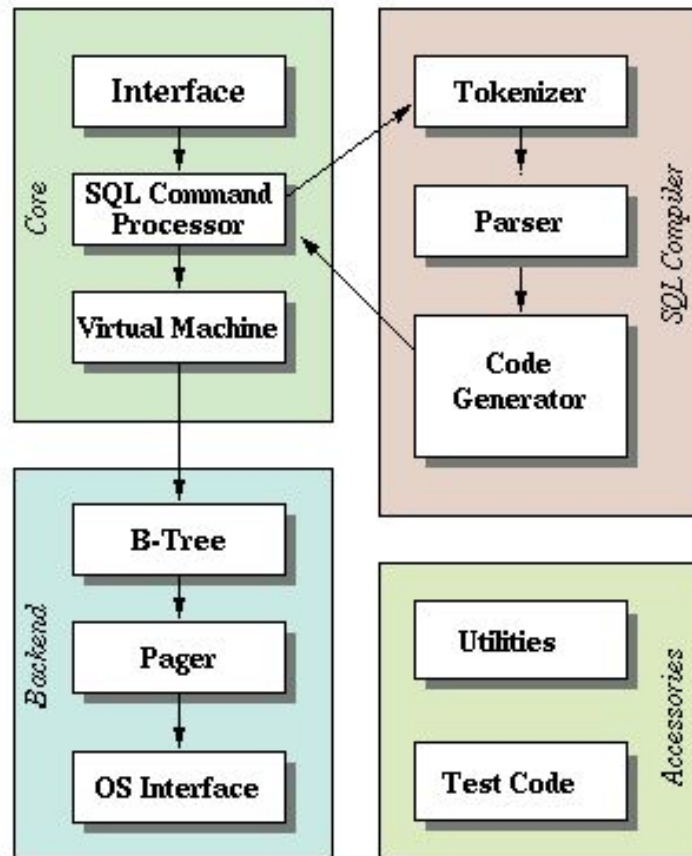 Core
Interface
SQL Command
Processor
Virtual Machine
SQL Compiler
Tokenizer
Parser
Code
Generator
Backend
B-Tree
Pager
OS Interface
Accessories
Utilities
Test Code